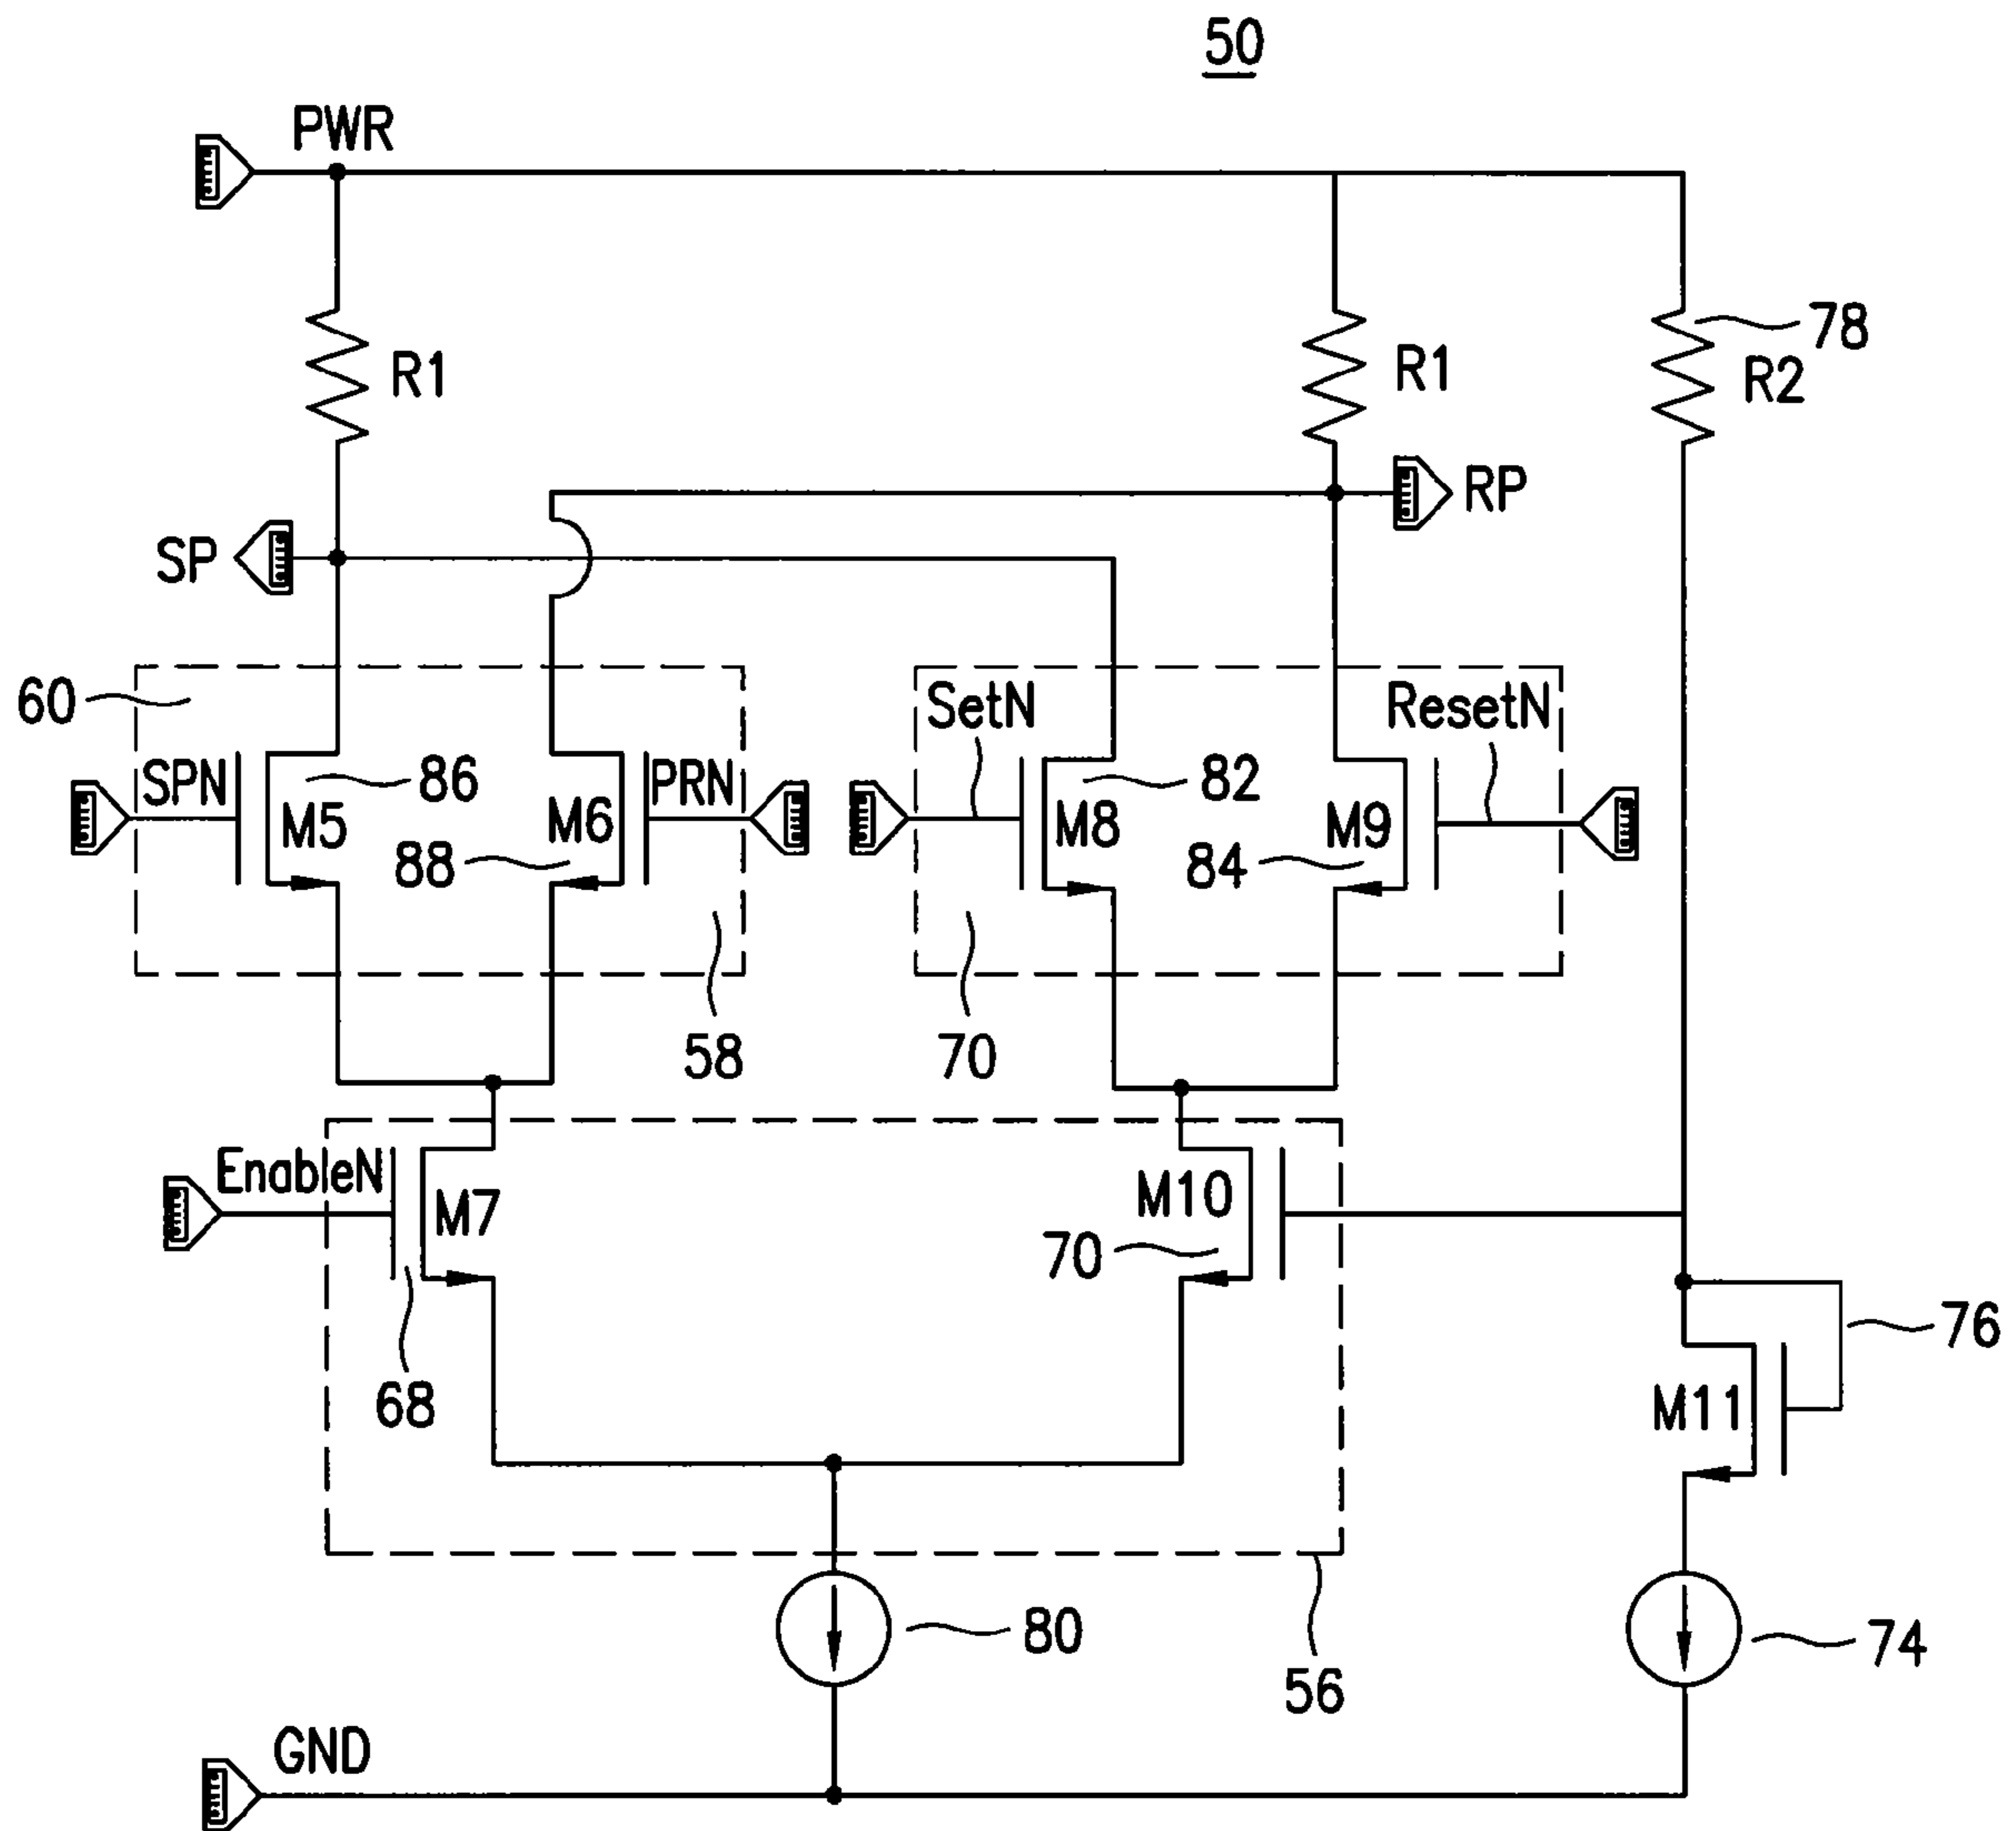 50
PWR
78
R1
R1
R2
RP
SP
60
SetN
ResetN
SPN
86
PRN
82
M5
M6
M8
M9
88
84
58
70
EnableN
M7
M10
70
76
68
M11
80
74
56
GND